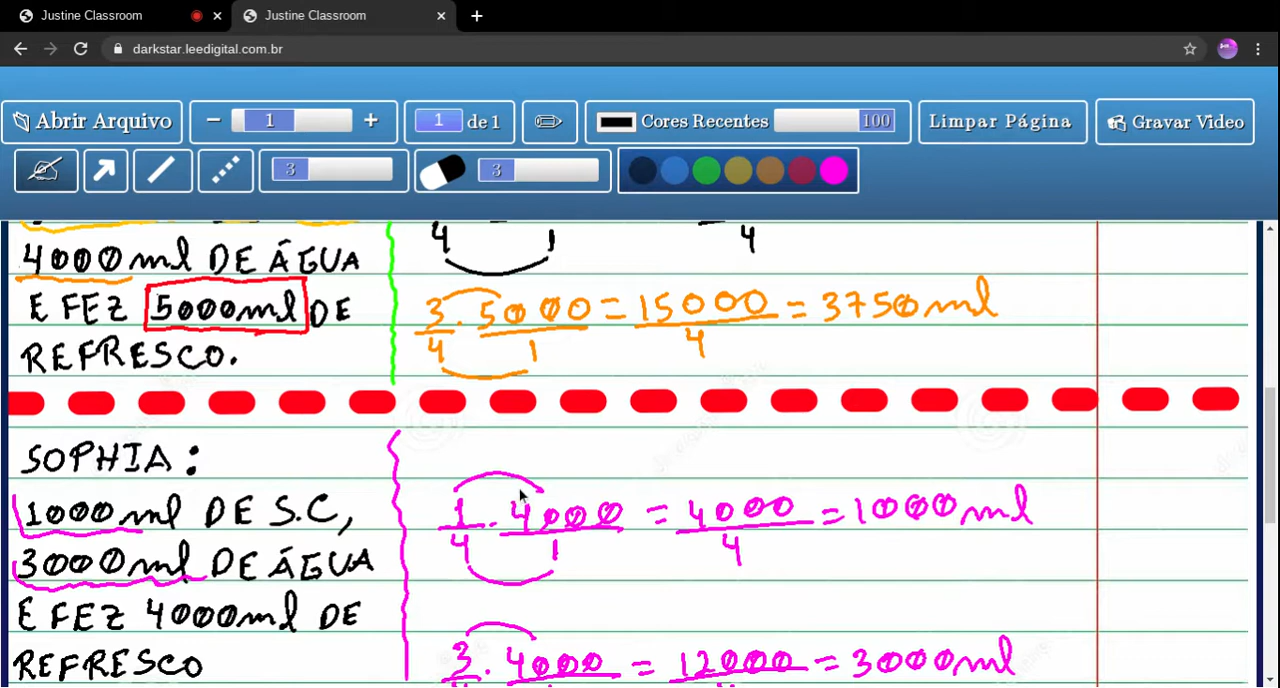 Justine Classroom
Justine Classroom
darkstar.leedigital.com.br
Abrir Arquivo
1
1 de 1
Cores Recentes
100
Limpar Página
Gravar Video
3
3
4 1 4
4000ml DE ÁGUA
E FEZ 5000ml DE
REFRESCO.
3 . 5000 = 15000 = 3750ml
4 1 4
SOPHIA:
1000ml DE S.C,
3000ml DE ÁGUA
E FEZ 4000ml DE
REFRESCO
1 . 4000 = 4000 = 1000ml
4 1 4
3 . 4000 = 12000 = 3000ml